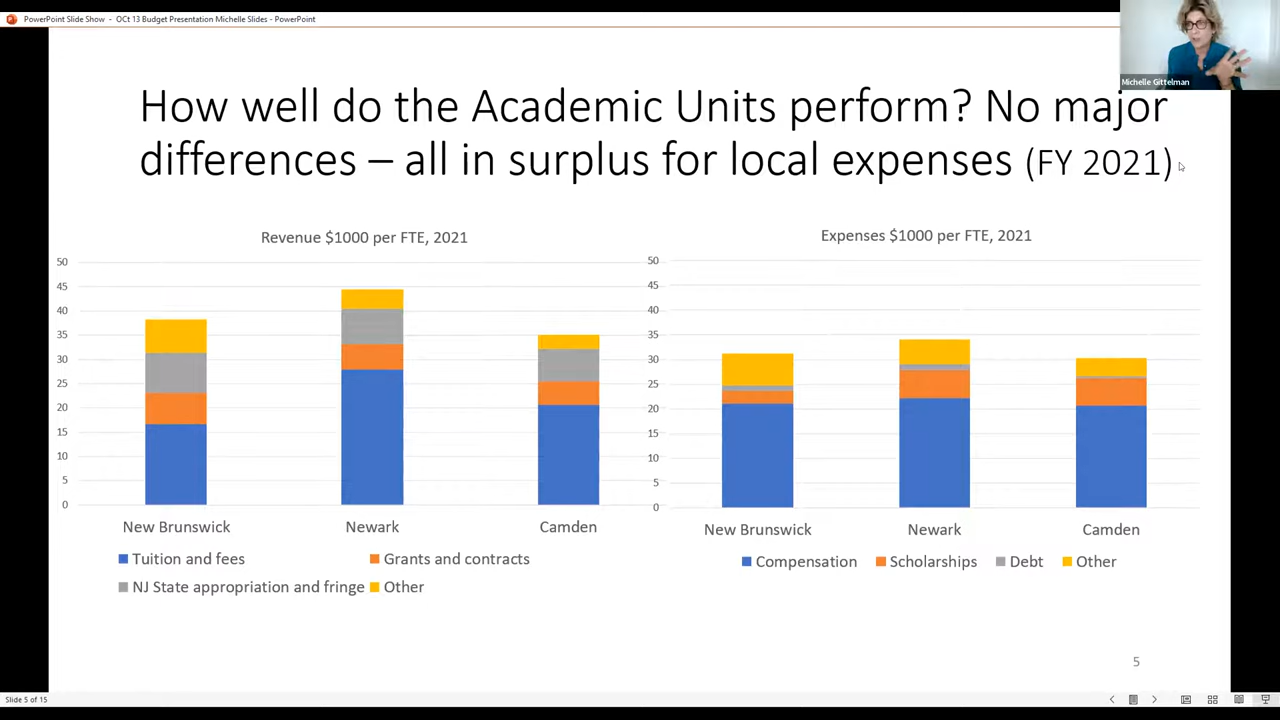 PowerPoint Slide Show - OCt 13 Budget Presentation Michelle Slides - PowerPoint
Michelle Gittelman
How well do the Academic Units perform? No major
differences – all in surplus for local expenses (FY 2021)
Revenue $1000 per FTE, 2021
50
45
40
35
30
25
20
15
10
5
0
New Brunswick
Newark
Camden
Tuition and fees
Grants and contracts
NJ State appropriation and fringe
Other
Expenses $1000 per FTE, 2021
50
45
40
35
30
25
20
15
10
5
0
New Brunswick
Newark
Camden
Compensation
Scholarships
Debt
Other
5
Slide 5 of 15